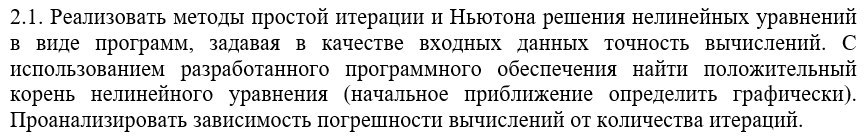 2.1. Реализовать методы простой итерации и Ньютона решения нелинейных уравнений
в виде программ, задавая в качестве входных данных точность вычислений. С
использованием разработанного программного обеспечения найти положительный
корень нелинейного уравнения (начальное приближение определить графически).
Проанализировать зависимость погрешности вычислений от количества итераций.